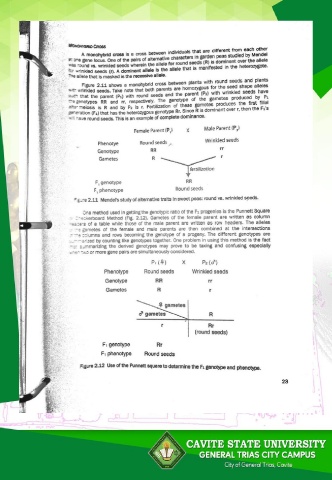 MONOHYBRID CROSS
A monohybrid cross is a cross between individuals that are different from each other
at one gene locus. One of the pairs of alternative characters in garden peas studied by Mendel
was round vs. wrinkled seeds wherein the allele for round seeds (R) is dominant over the allele
for wrinkled seeds (r). A dominant allele is the allele that is manifested in the heterozygote.
The allele that is masked is the recessive allele.
Figure 2.11 shows a monohybrid cross between plants with round seeds and plants
with wrinkled seeds. Take note that both parents are homozygous for the seed shape alleles
such that the parent (P₁) with round seeds and the parent (P₂) with wrinkled seeds have
the genotypes RR and rr, respectively. The genotype of the gametes produced by P₁
after meiosis is R and by P₂ is r. Fertilization of these gametes produces the first filial
generation (F₁) that has the heterozygous genotype Rr. Since R is dominant over r, then the F₁'s
will have round seeds. This is an example of complete dominance.
Female Parent (P₁) X Male Parent (P₂)
Phenotype Round seeds Wrinkled seeds
Genotype RR rr
Gametes R r
Fertilization
F₁ genotype RR
F₁ phenotype Round seeds
Figure 2.11 Mendel's study of alternative traits in sweet peas: round vs. wrinkled seeds.
One method used in getting the genotypic ratio of the F₁ progenies is the Punnett Square
or Checkerboard Method (Fig. 2.12). Gametes of the female parent are written as column
headers of a table while those of the male parent are written as row headers. The alleles
in the gametes of the female and male parents are then combined at the intersections
of the columns and rows becoming the genotype of a progeny. The different genotypes are
summarized by counting the genotypes together. One problem in using this method is the fact
that summarizing the derived genotypes may prove to be taxing and confusing especially
when two or more gene pairs are simultaneously considered.
P₁ (♀) X P₂ (♂)
Phenotype Round seeds Wrinkled seeds
Genotype RR rr
Gametes R r
♀ gametes
♂ gametes R
r Rr
(round seeds)
F₁ genotype Rr
F₁ phenotype Round seeds
Figure 2.12 Use of the Punnett square to determine the F₁ genotype and phenotype.
23
CAVITE STATE UNIVERSITY
GENERAL TRIAS CITY CAMPUS
City of General Trias, Cavite